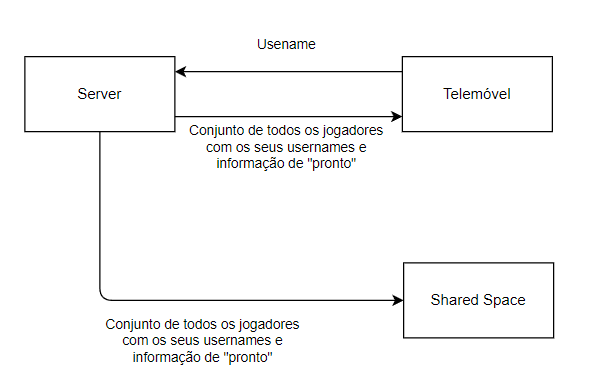 Usename
Server
Telemóvel
Conjunto de todos os jogadores
com os seus usernames e
informação de "pronto"
Shared Space
Conjunto de todos os jogadores
com os seus usernames e
informação de "pronto"